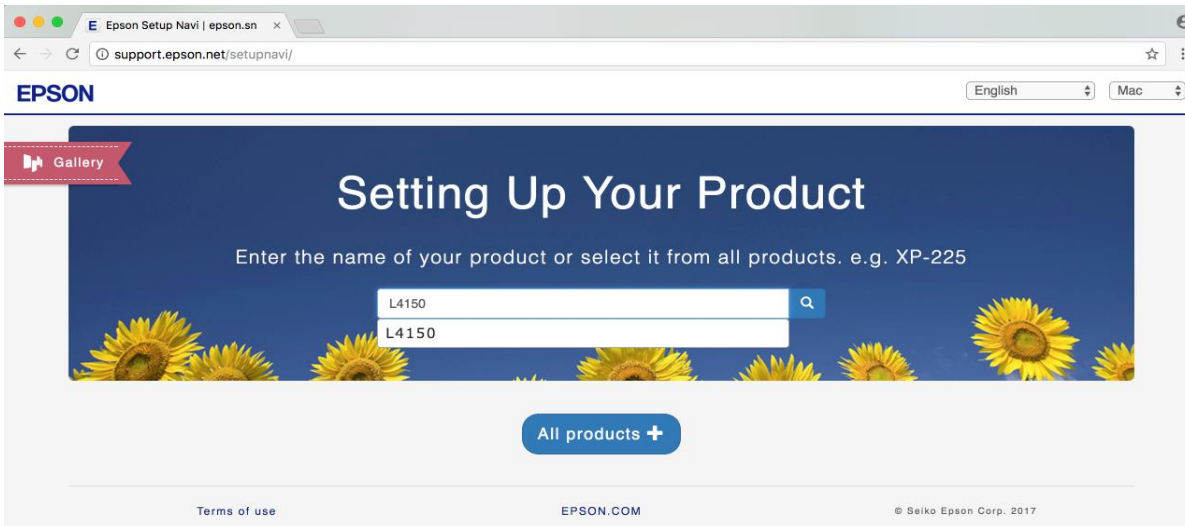 Epson Setup Navi | epson.sn
support.epson.net/setupnavi/
EPSON
English
Mac
Gallery
Setting Up Your Product
Enter the name of your product or select it from all products. e.g. XP-225
L4150
L4150
All products
Terms of use
EPSON.COM
© Seiko Epson Corp. 2017